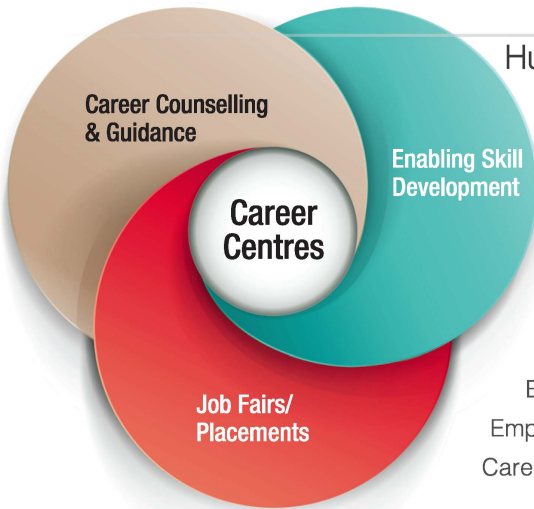 Career Counselling
& Guidance
Enabling Skill
Development
Career
Centres
Job Fairs/
Placements